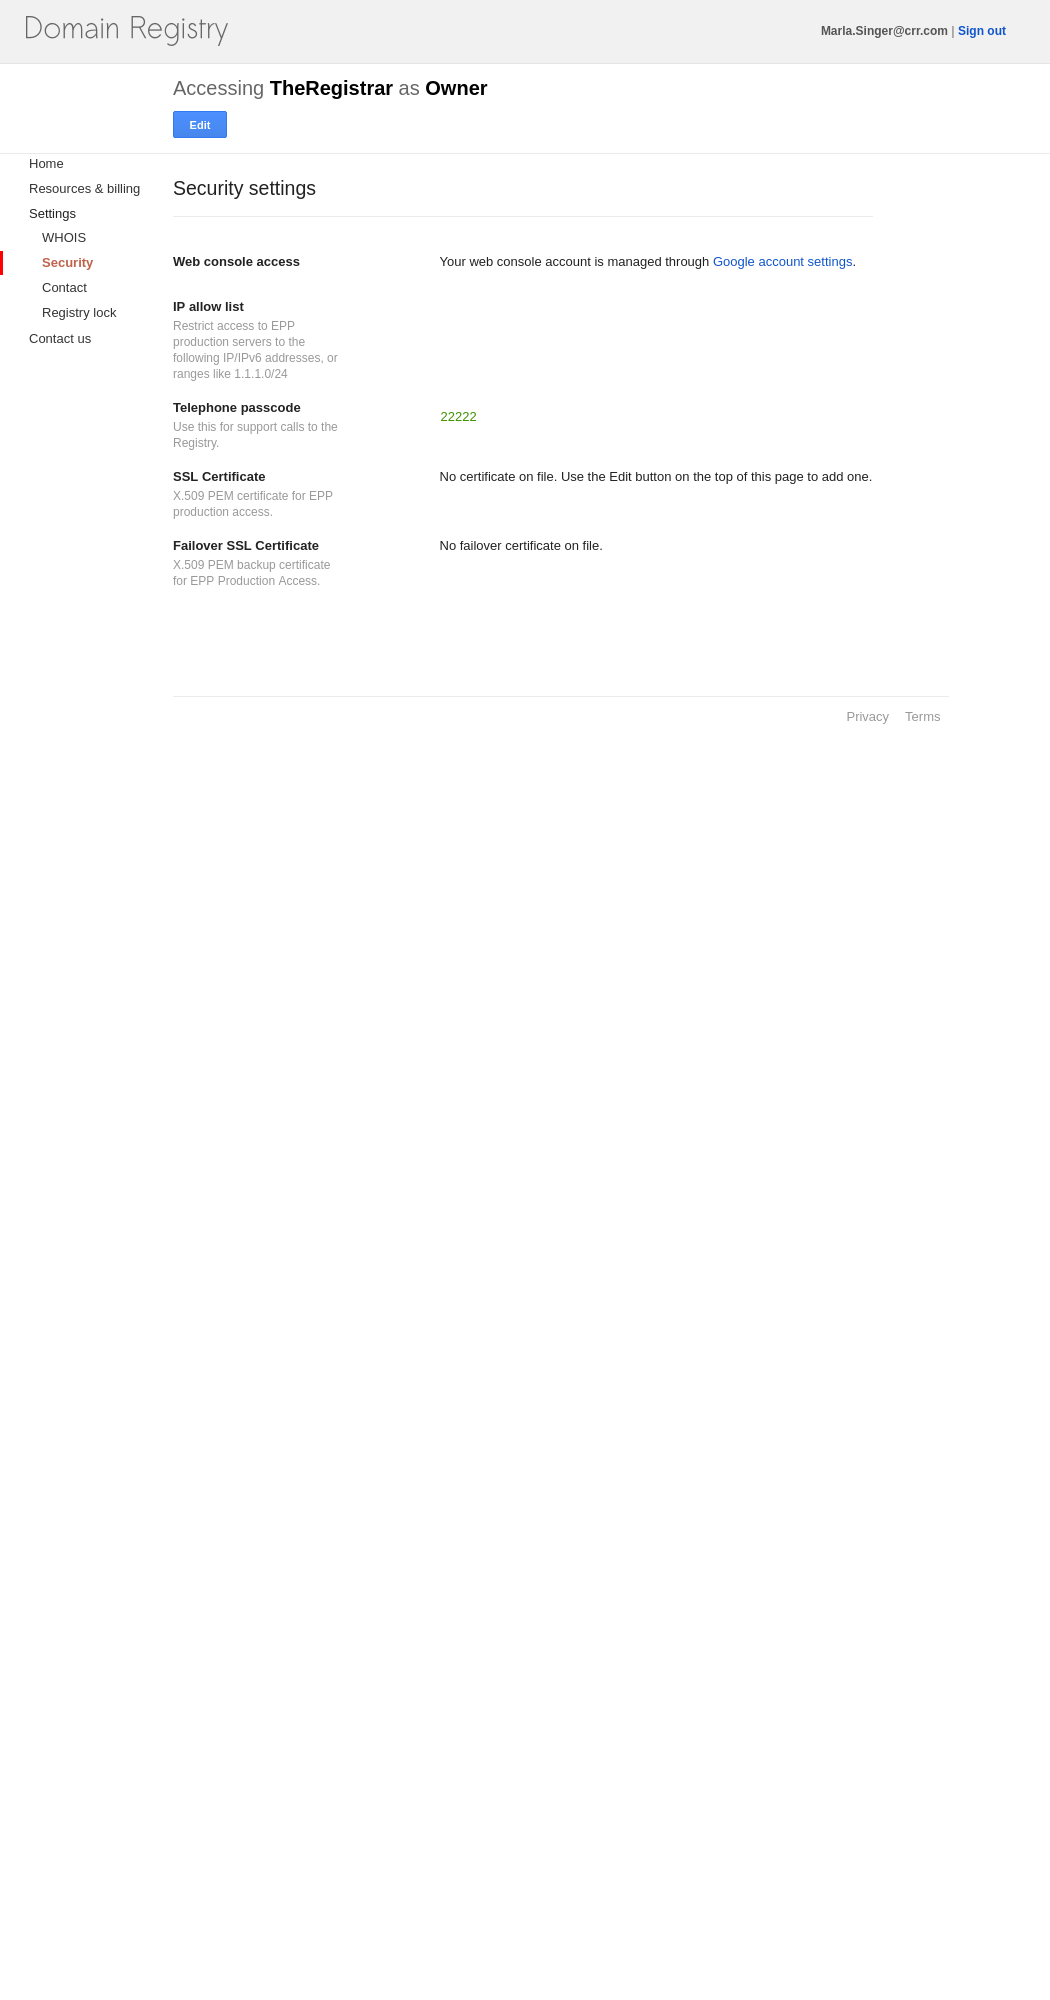 Domain Registry
Marla.Singer@crr.com | Sign out
Accessing TheRegistrar as Owner
Edit
Home
Resources & billing
Settings
WHOIS
Security
Contact
Registry lock
Contact us
Security settings
Web console access
Your web console account is managed through Google account settings.
IP allow list
Restrict access to EPP
production servers to the
following IP/IPv6 addresses, or
ranges like 1.1.1.0/24
Telephone passcode
Use this for support calls to the
Registry.
22222
SSL Certificate
X.509 PEM certificate for EPP
production access.
No certificate on file. Use the Edit button on the top of this page to add one.
Failover SSL Certificate
X.509 PEM backup certificate
for EPP Production Access.
No failover certificate on file.
Privacy Terms